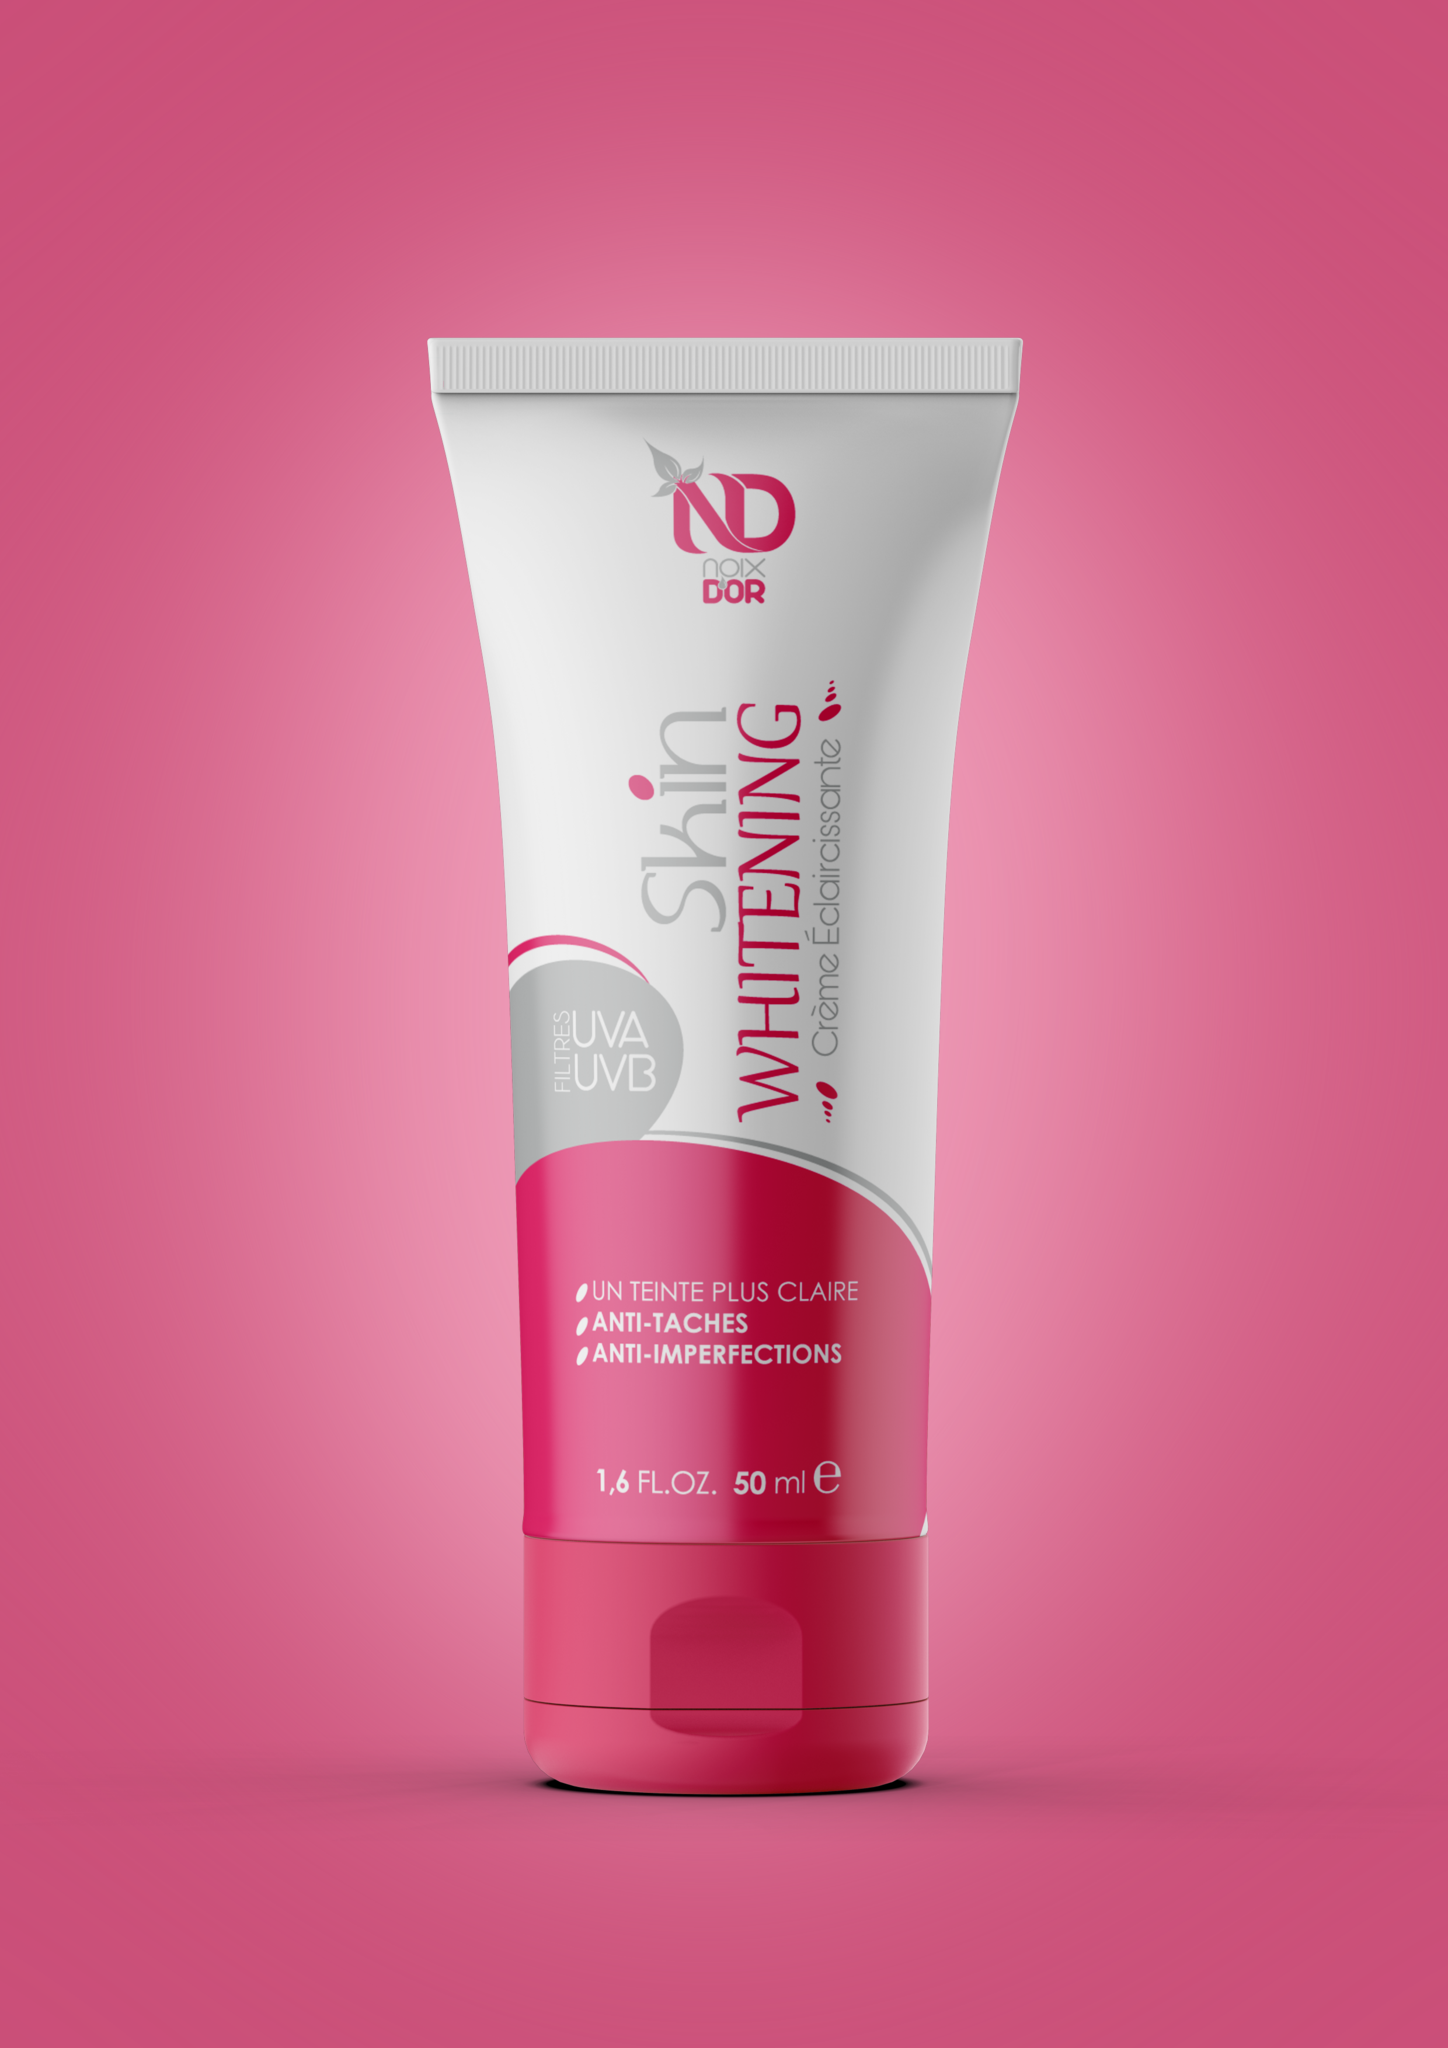 ND
NOIX
D'OR
Skin
WHITENING
Crème Éclaircissante
FILTRES
UVA
UVB
UN TEINTE PLUS CLAIRE
ANTI-TACHES
ANTI-IMPERFECTIONS
1,6 FL.OZ. 50 ml e